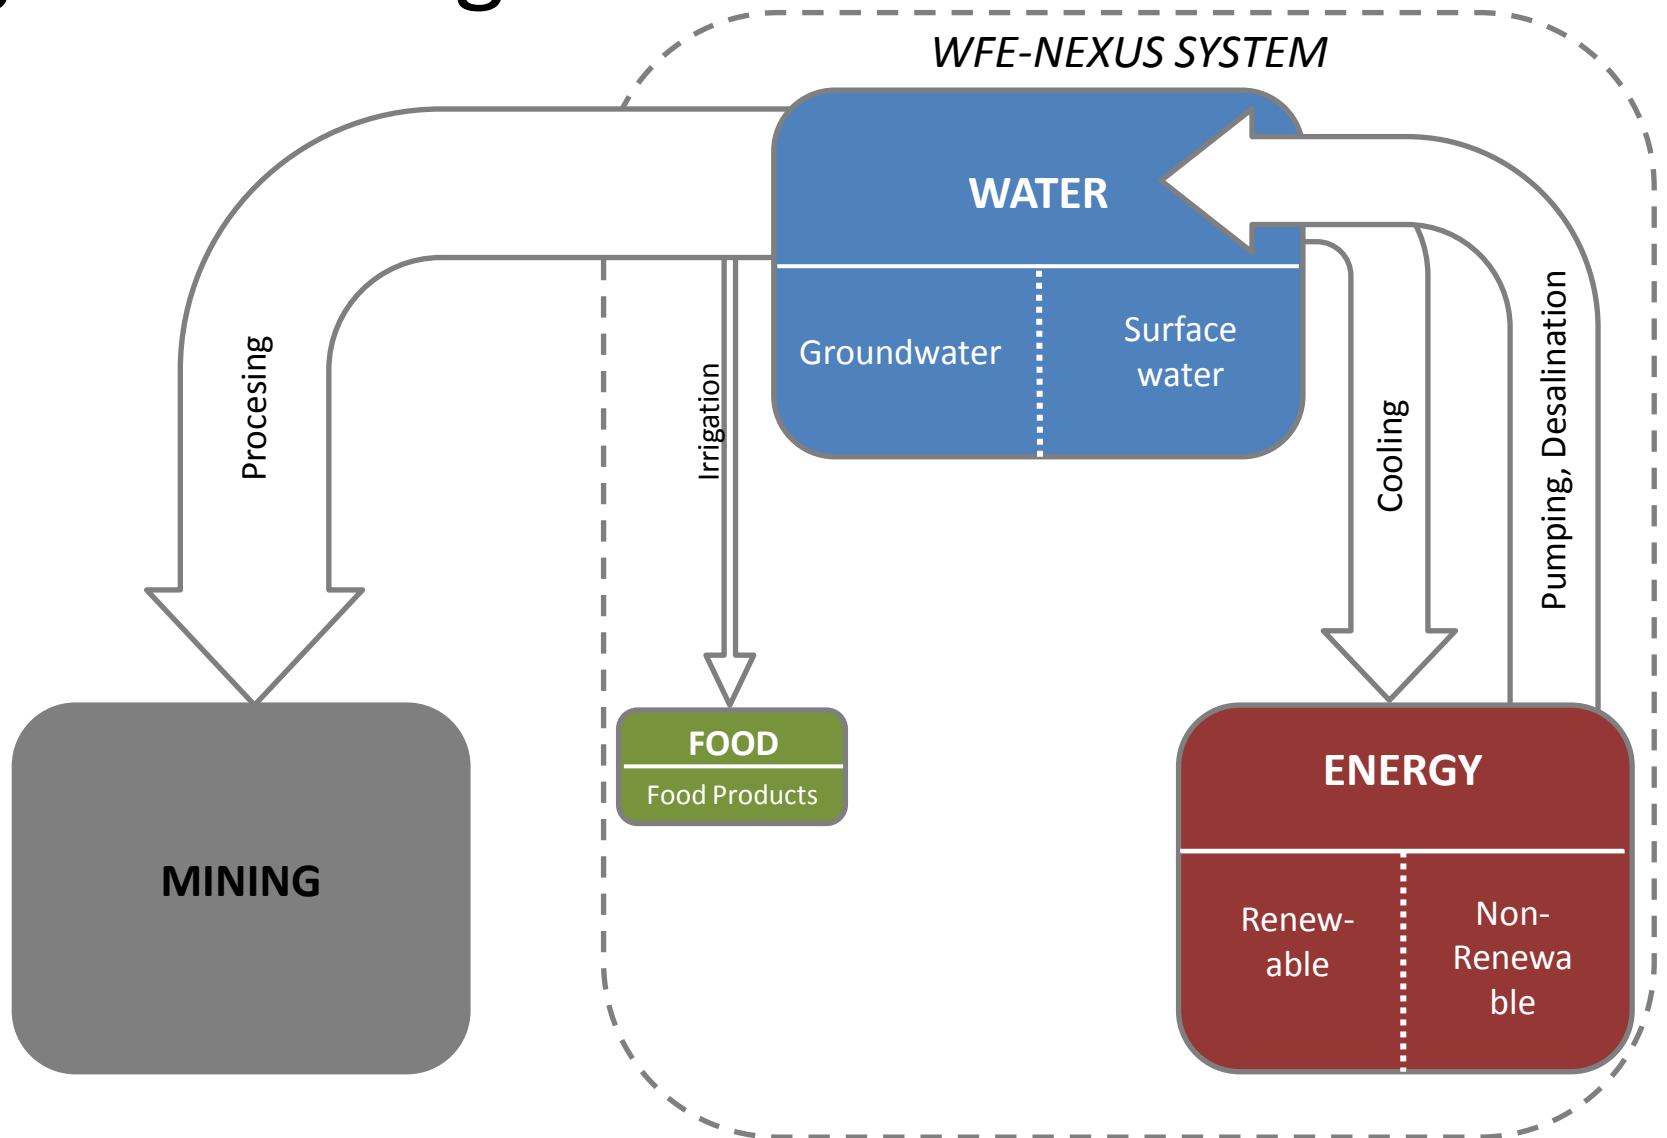 WFE-NEXUS SYSTEM
WATER
Groundwater
Surface
water
Procesing
Irrigation
Cooling
Pumping, Desalination
FOOD
Food Products
MINING
ENERGY
Renew-
able
Non-
Renewa
ble